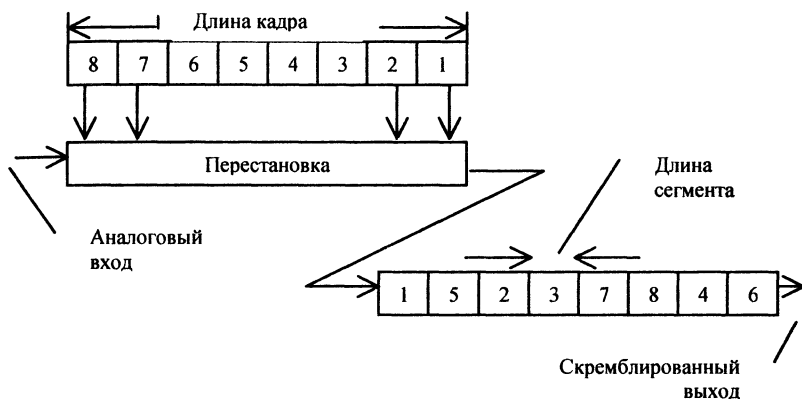 Длина кадра
8 7 6 5 4 3 2 1
Перестановка
Длина
сегмента
Аналоговый
вход
1 5 2 3 7 8 4 6
Скремблированный
выход